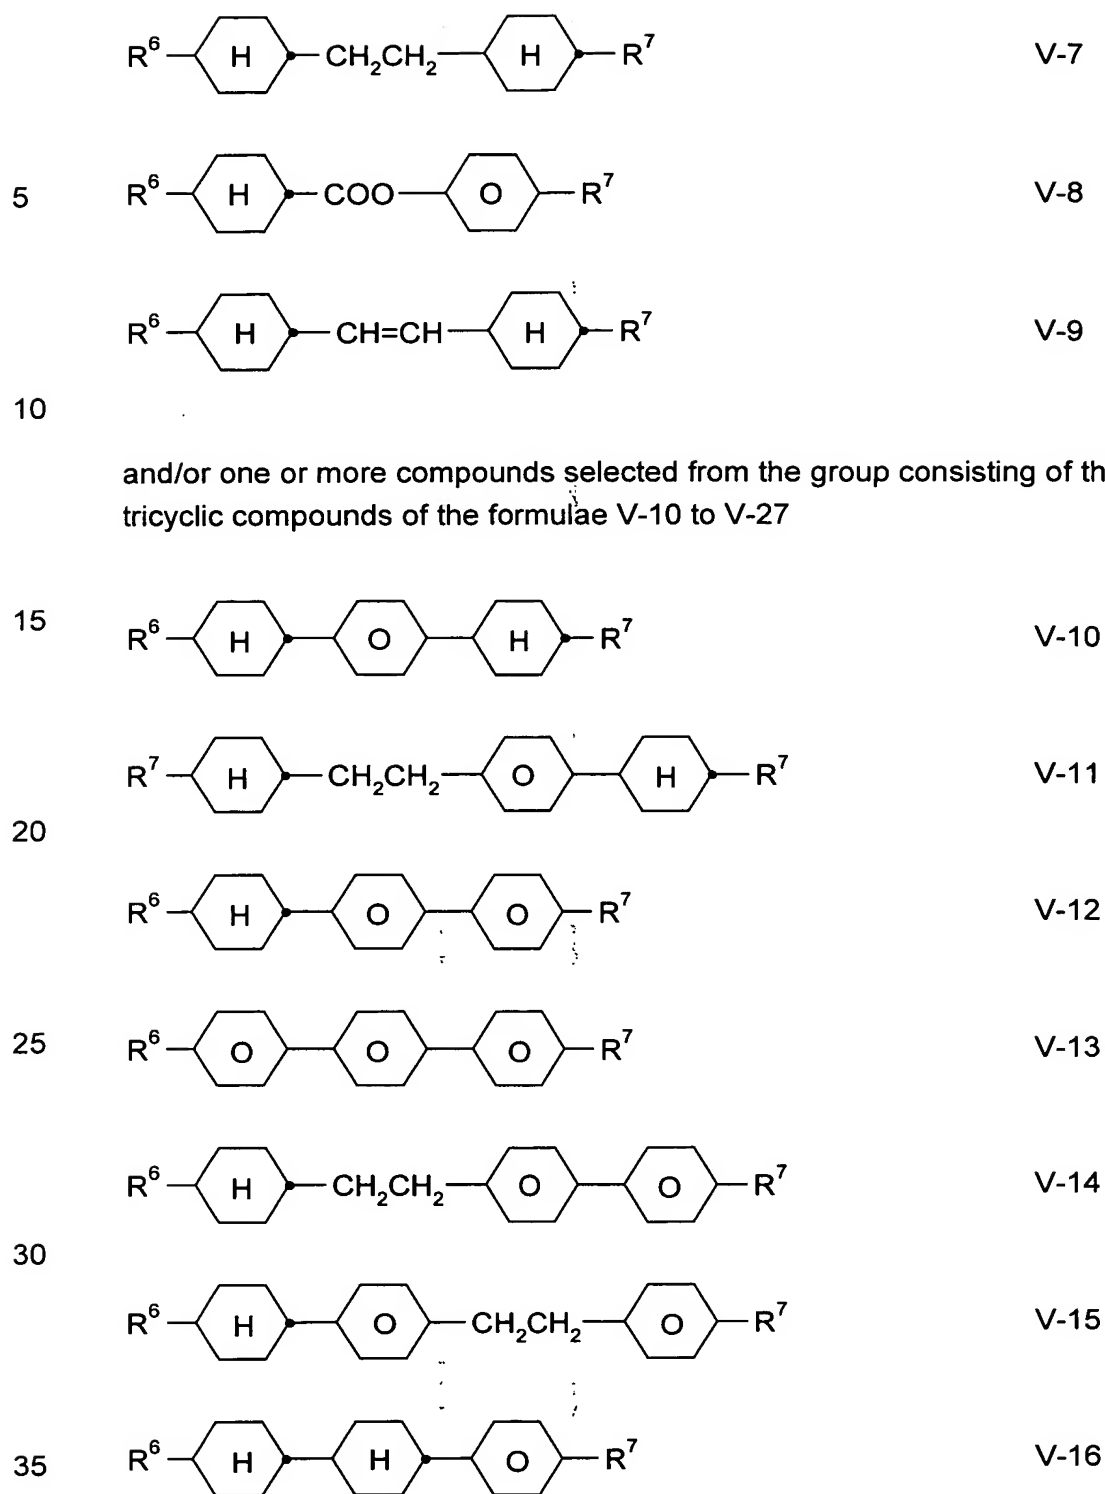 R⁶ H CH₂CH₂ H R⁷ V-7
5 R⁶ H COO O R⁷ V-8
R⁶ H CH=CH H R⁷ V-9
10
and/or one or more compounds selected from the group consisting of th
tricyclic compounds of the formulae V-10 to V-27
15 R⁶ H O H R⁷ V-10
R⁷ H CH₂CH₂ O H R⁷ V-11
20
R⁶ H O O R⁷ V-12
25 R⁶ O O O R⁷ V-13
R⁶ H CH₂CH₂ O O R⁷ V-14
30
R⁶ H O CH₂CH₂ O R⁷ V-15
35 R⁶ H H O R⁷ V-16